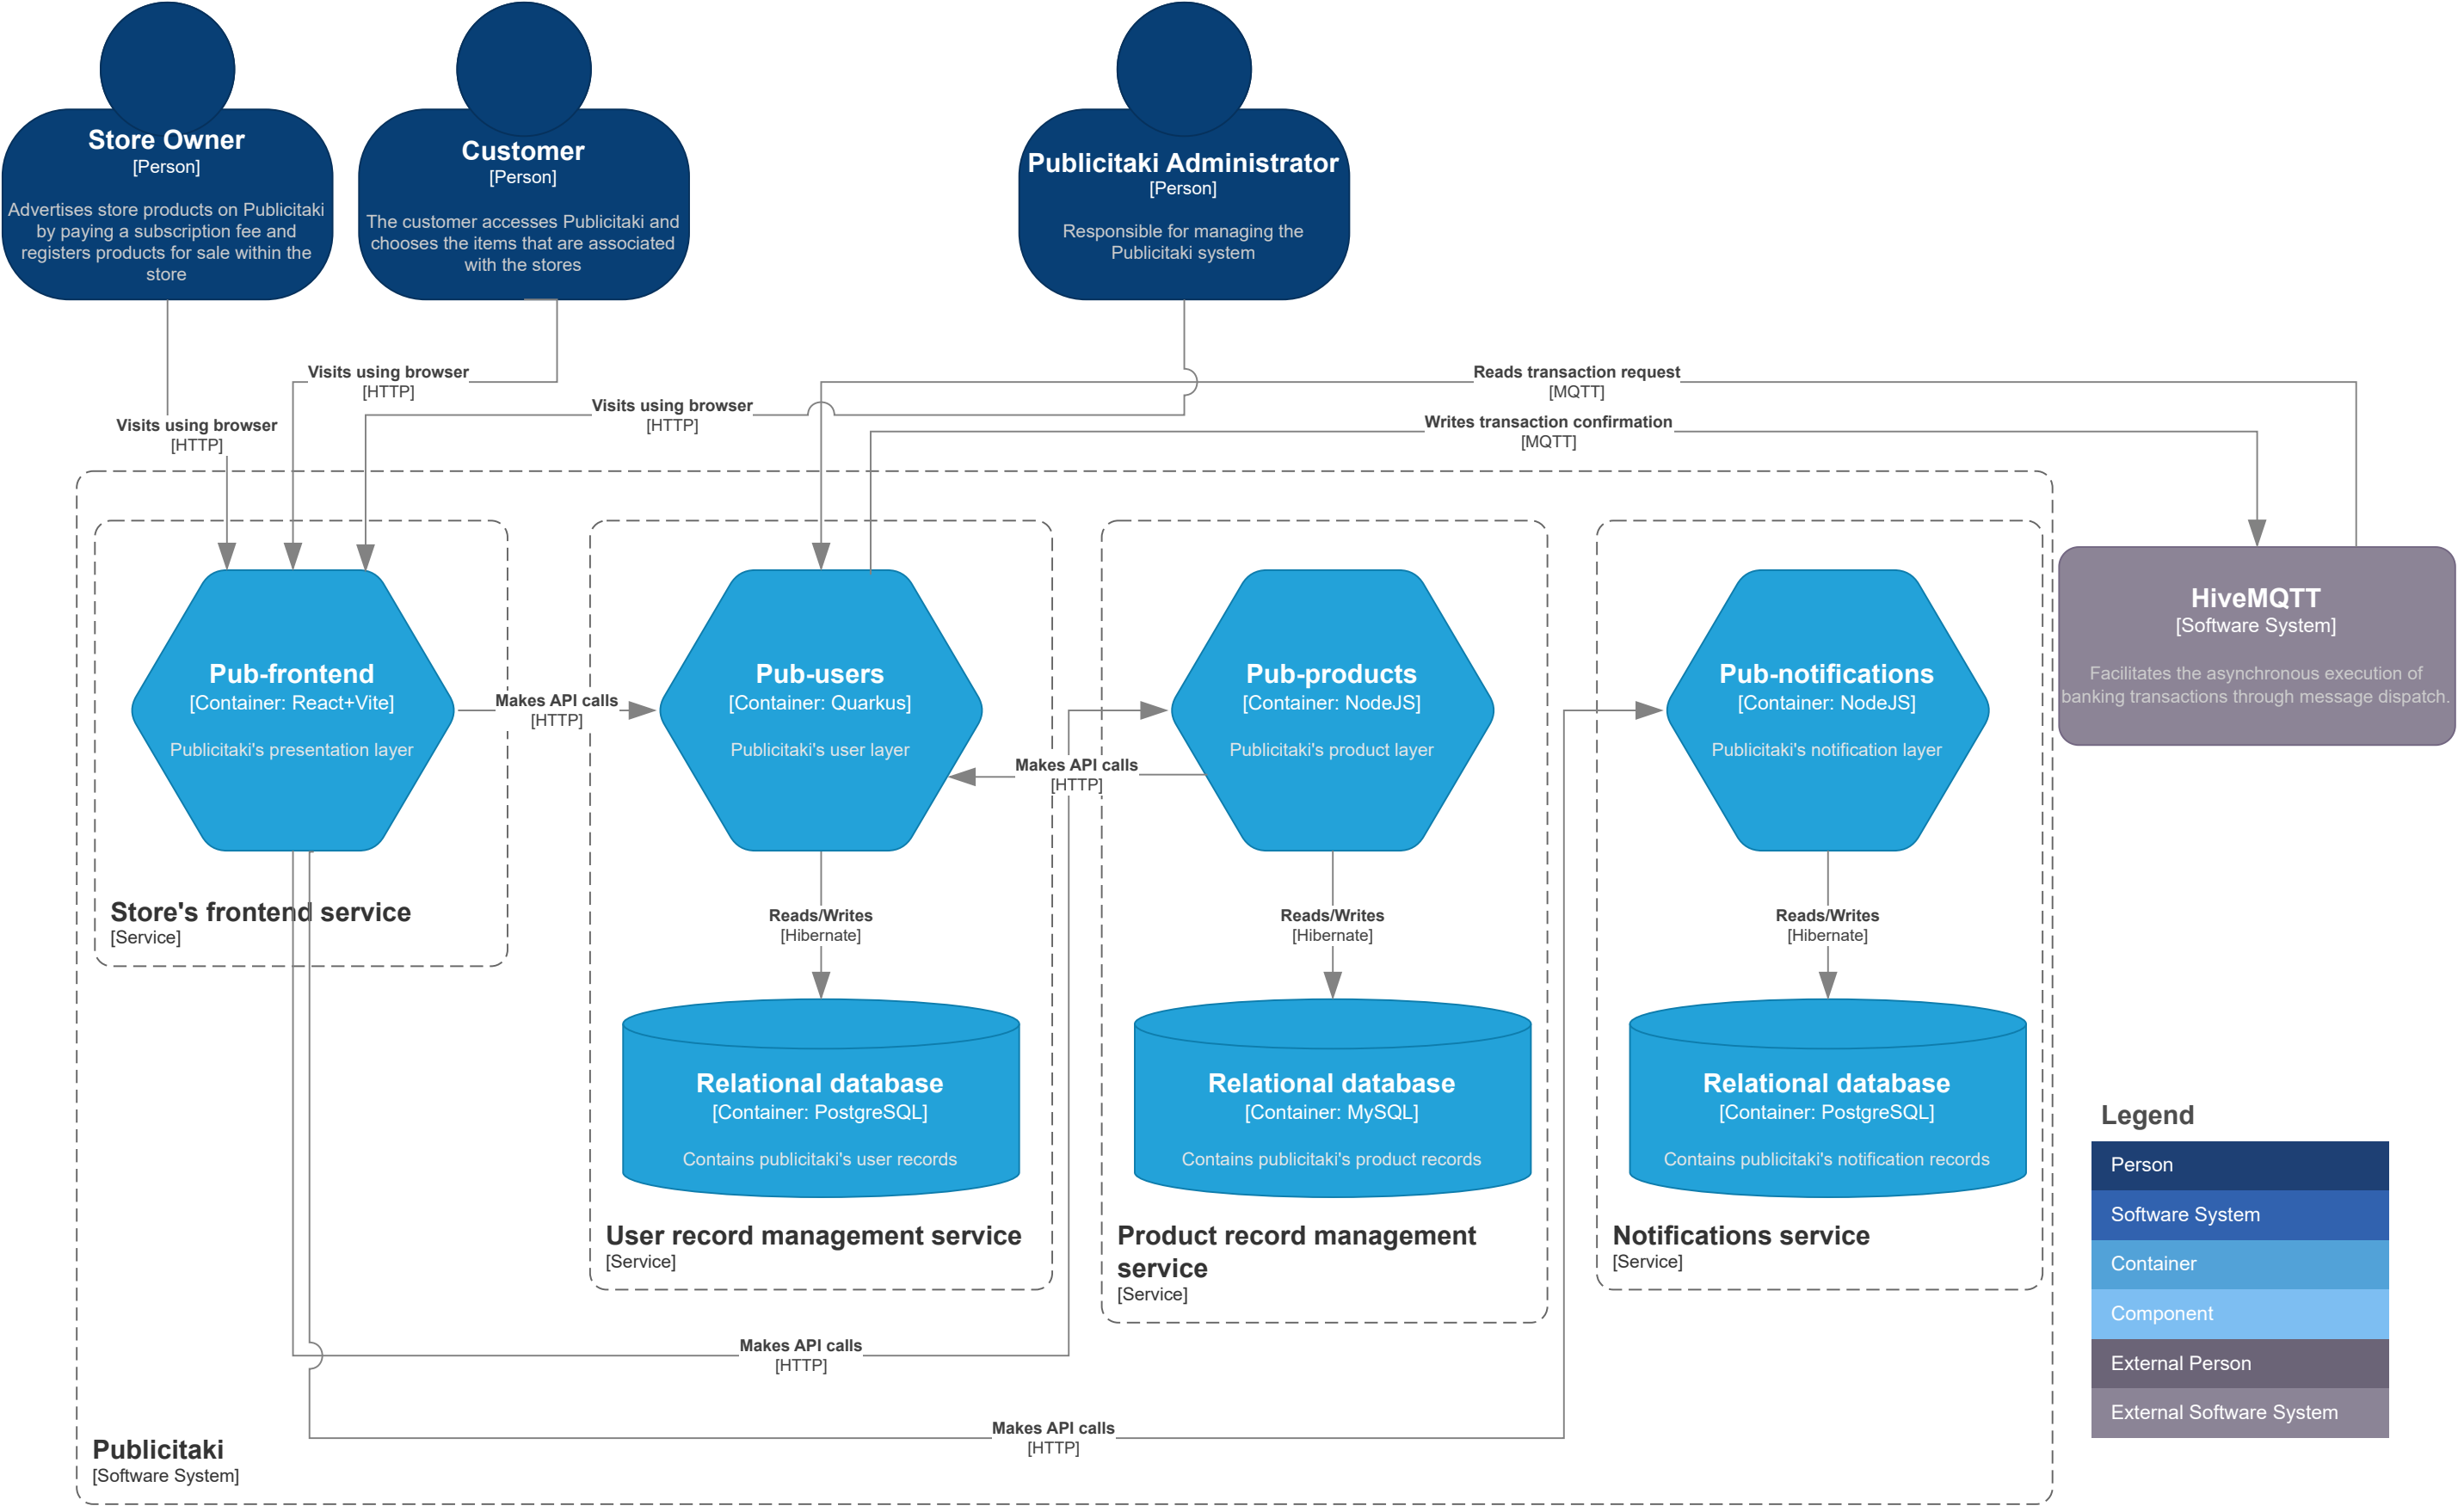 Store Owner
[Person]
Advertises store products on Publicitaki
by paying a subscription fee and
registers products for sale within the
store
Customer
[Person]
The customer accesses Publicitaki and
chooses the items that are associated
with the stores
Publicitaki Administrator
[Person]
Responsible for managing the
Publicitaki system
Visits using browser
[HTTP]
Visits using browser
[HTTP]
Visits using browser
[HTTP]
Reads transaction request
[MQTT]
Writes transaction confirmation
[MQTT]
Pub-frontend
[Container: React+Vite]
Publicitaki's presentation layer
Makes API calls
[HTTP]
Pub-users
[Container: Quarkus]
Publicitaki's user layer
Makes API calls
[HTTP]
Pub-products
[Container: NodeJS]
Publicitaki's product layer
Pub-notifications
[Container: NodeJS]
Publicitaki's notification layer
HiveMQTT
[Software System]
Facilitates the asynchronous execution of
banking transactions through message dispatch.
Store's frontend service
[Service]
Reads/Writes
[Hibernate]
Reads/Writes
[Hibernate]
Reads/Writes
[Hibernate]
Relational database
[Container: PostgreSQL]
Contains publicitaki's user records
Relational database
[Container: MySQL]
Contains publicitaki's product records
Relational database
[Container: PostgreSQL]
Contains publicitaki's notification records
User record management service
[Service]
Product record management
service
[Service]
Notifications service
[Service]
Makes API calls
[HTTP]
Makes API calls
[HTTP]
Publicitaki
[Software System]
Legend
Person
Software System
Container
Component
External Person
External Software System